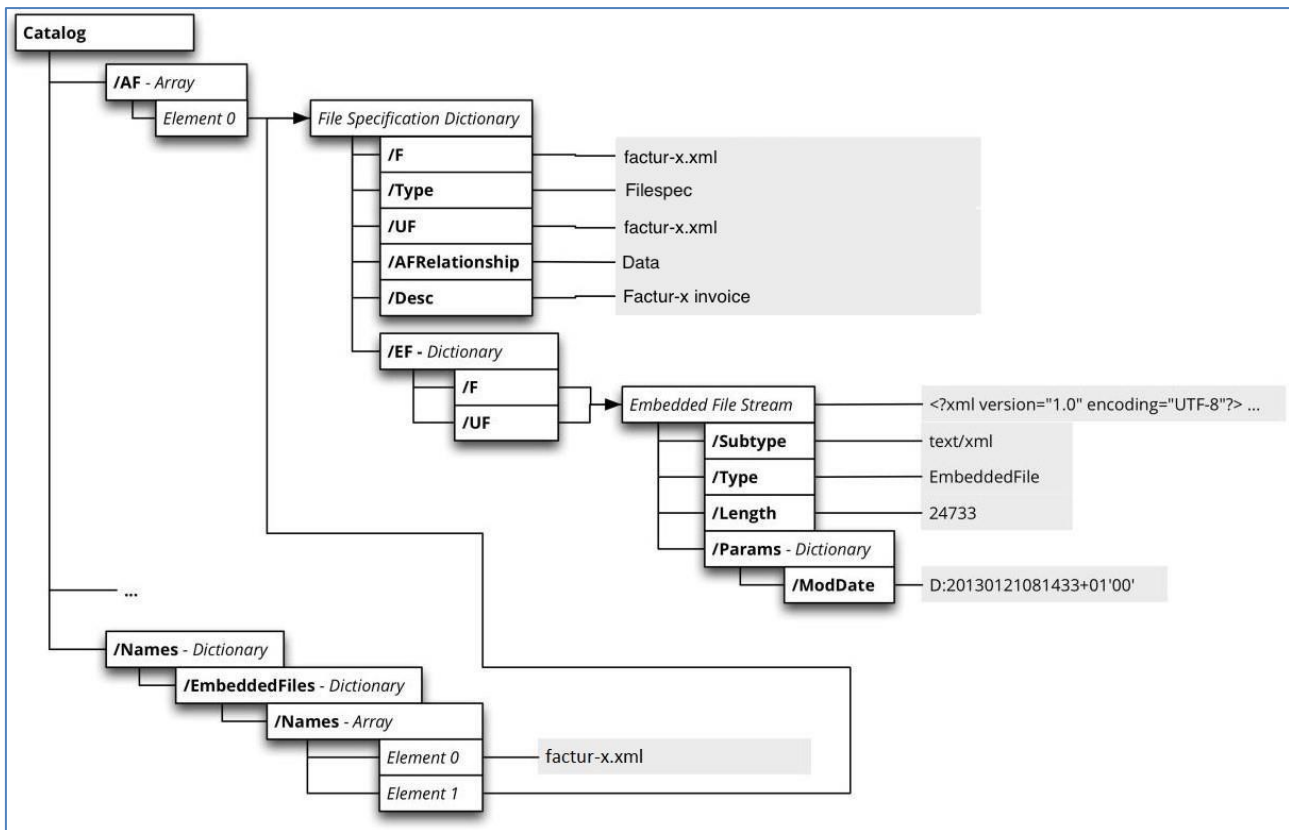 Catalog
/AF - Array
Element 0
File Specification Dictionary
/F factur-x.xml
/Type Filespec
/UF factur-x.xml
/AFRelationship Data
/Desc Factur-x invoice
/EF - Dictionary
/F
/UF
Embedded File Stream <?xml version="1.0" encoding="UTF-8"?> ...
/Subtype text/xml
/Type EmbeddedFile
/Length 24733
/Params - Dictionary
/ModDate D:20130121081433+01'00'
...
/Names - Dictionary
/EmbeddedFiles - Dictionary
/Names - Array
Element 0 factur-x.xml
Element 1